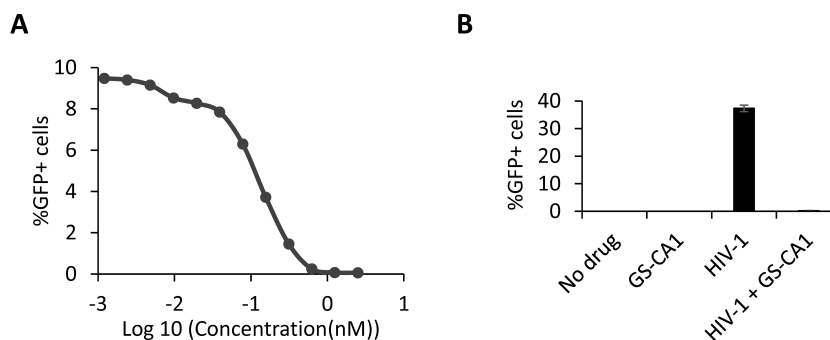 A
10
8
6
4
2
0
%GFP+ cells
-3 -2 -1 0 1
Log 10 (Concentration(nM))
B
40
30
20
10
0
%GFP+ cells
No drug
GS-CA1
HIV-1
HIV-1 + GS-CA1